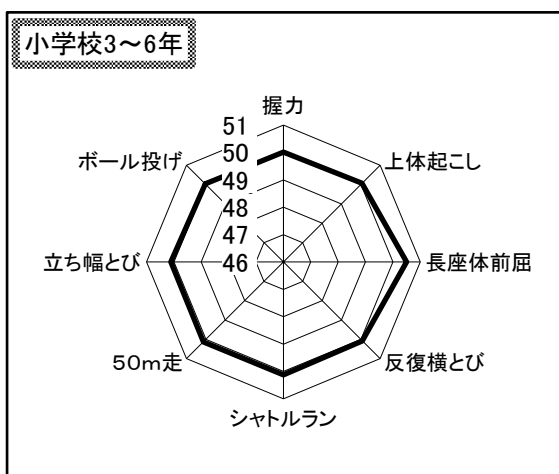 小学校3～6年
握力
51
50
49
48
47
46
上体起こし
長座体前屈
反復横とび
シャトルラン
50m走
立ち幅とび
ボール投げ